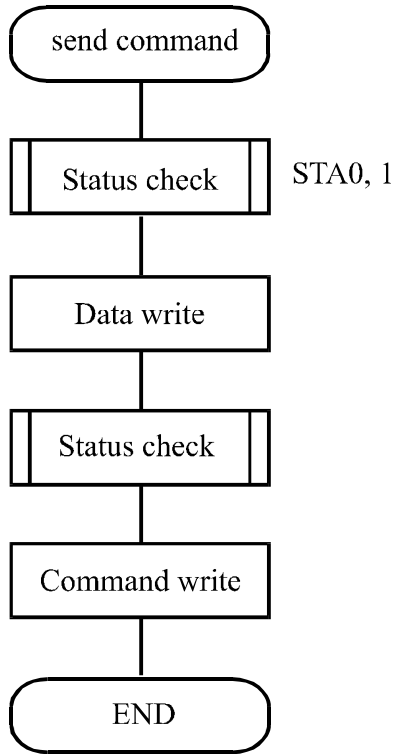 send command
Status check
STA0, 1
Data write
Status check
Command write
END